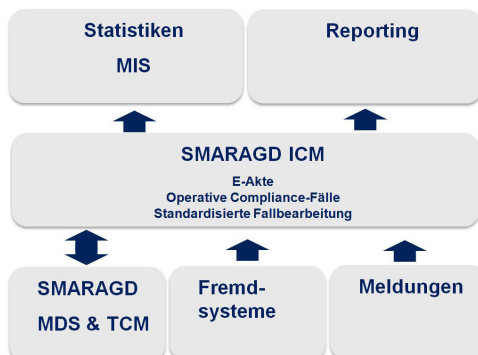 Statistiken
MIS
Reporting
SMARAGD ICM
E-Akte
Operative Compliance-Fälle
Standardisierte Fallbearbeitung
SMARAGD
MDS & TCM
Fremd-
systeme
Meldungen